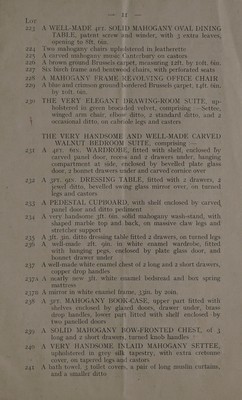 — 11 —
Lot
223 A WELL-MADE 4ft. SOLID MAHOGANY OVAL DINING
TABLE, patent screw and winder, with 3 extra leaves,
opening to 8ft. 6in.
224 Two mahogany chairs upholstered in leatherette
225 A carved mahogany music Canterbury on castors
226 A brown ground Brussels carpet, measuring 12ft. by 10ft. 6in.
227 Six birch frame and bentwood chairs, with perforated seats
228 A MAHOGANY FRAME REVOLVING OFFICE CHAIR
229 A blue and crimson ground bordered Brussels carpet, 14ft.
by 10ft. 6in.
230 THE VERY ELEGANT DRAWING-ROOM SUITE, up-
holstered in green brocaded velvet, comprising —Settee,
winged arm chair, elbow ditto, 2 standard ditto, and 2
occasional ditto, on cabriole legs and castors
THE VERY HANDSOME AND WELL-MADE CARVED
WALNUT BEDROOM SUITE, comprising :—
231 A 4ft. 6in. WARDROBE, fitted with shelf, enclosed by
carved panel door, recess and 2 drawers under, hanging
compartment at side, enclosed by bevelled plate glass
door, 2 bonnet drawers under and carved cornice over
232 A 3ft. 9in. DRESSING TABLE, fitted with 2 drawers, 2
jewel ditto, bevelled swing glass mirror over, on turned
legs and castors
233 A PEDESTAL CUPBOARD, with shelf enclosed by carved
panel door and ditto pediment
234 A very handsome 3ft. 6in. solid mahogany wash-stand, with
shaped marble top and back, on massive claw legs and
stretcher support
235 A 3ft. 3in. ditto dressing table fitted 2 drawers, on turned legs
236 A well-made 2ft. 9in. white enamel wardrobe, fitted
with hanging pegs, enclosed by plate glass door, and
bonnet drawer under
237 A well-made white enamel chest of 2 long and 2 short drawers,
copper drop handles
237A A nearly new 3ft. white enamel bedstead and box spring
mattress
237B A mirror in white enamel frame, 33in. by 20in.
238 A 3ft. MAHOGANY BOOK-CASE, upper part fitted with
shelves enclosed by glazed doors, drawer under, brass
drop handles, lower part fitted with shelf enclosed by
two panelled doors
239 A SOLID MAHOGANY BOW-FRONTED CHEST, of 3
long and 2 short drawers, turned knob handles
240 A VERY HANDSOME INLAID MAHOGANY SETTEE,
upholstered in grey silk tapestry, with extra cretonne
cover, on tapered legs and castors
241 A bath towel, 3 toilet covers, a pair of long muslin curtains,
and a smaller ditto